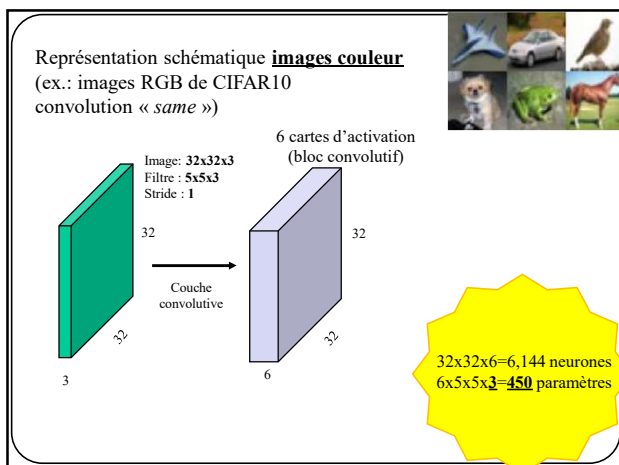 Représentation schématique images couleur
(ex.: images RGB de CIFAR10
convolution « same »)
6 cartes d'activation
(bloc convolutif)
Image: 32x32x3
Filtre : 5x5x3
Stride : 1
32
32
3
Couche
convolutive
32
32
6
32x32x6=6,144 neurones
6x5x5x3=450 paramètres